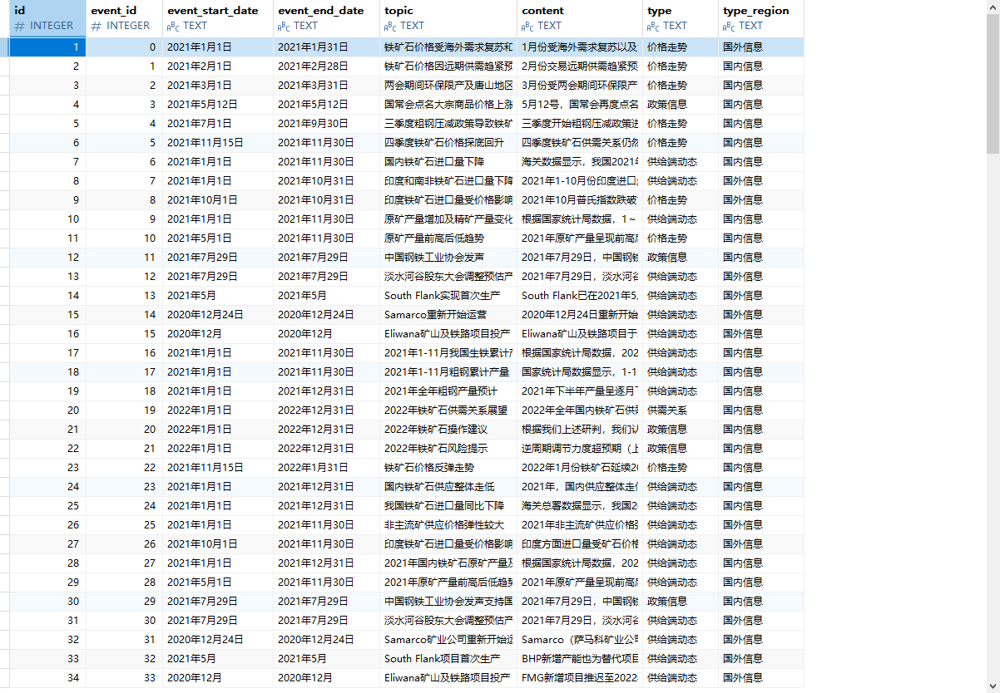 id event_id event_start_date event_end_date topic content type type_region
# INTEGER # INTEGER ABC TEXT ABC TEXT ABC TEXT ABC TEXT ABC TEXT ABC TEXT
1 0 2021年1月1日 2021年1月31日 铁矿石价格受海外需求复苏和 1月份受海外需求复苏以及 价格走势 国外信息
2 1 2021年2月1日 2021年2月28日 铁矿石价格因远期供需趋紧预 2月份交易远期供需趋紧预 价格走势 国内信息
3 2 2021年3月1日 2021年3月31日 两会期间环保限产及唐山地区 3月份受两会期间环保限产 价格走势 国内信息
4 3 2021年5月12日 2021年5月12日 国常会点名大宗商品价格上涨 5月12号，国常会再度点名 政策信息 国内信息
5 4 2021年7月1日 2021年9月30日 三季度粗钢压减政策导致铁矿 三季度开始粗钢压减政策进 价格走势 国内信息
6 5 2021年11月15日 2021年11月30日 四季度铁矿石价格探底回升 四季度铁矿石供需关系仍然 价格走势 国内信息
7 6 2021年1月1日 2021年11月30日 国内铁矿石进口量下降 海关数据显示，我国2021年 供给端动态 国内信息
8 7 2021年1月1日 2021年10月31日 印度和南非铁矿石进口量下降 2021年1-10月份印度进口 供给端动态 国外信息
9 8 2021年10月1日 2021年10月31日 印度铁矿石进口量受价格影响 2021年10月普氏指数跌破 价格走势 国外信息
10 9 2021年1月1日 2021年11月30日 原矿产量增加及精矿产量变化 根据国家统计局数据，1～ 供给端动态 国内信息
11 10 2021年5月1日 2021年11月30日 原矿产量前高后低趋势 2021年原矿产量呈现前高 价格走势 国内信息
12 11 2021年7月29日 2021年7月29日 中国钢铁工业协会发声 2021年7月29日，中国钢铁 政策信息 国内信息
13 12 2021年7月29日 2021年7月29日 淡水河谷股东大会调整预估产 2021年7月29日，淡水河谷 供给端动态 国外信息
14 13 2021年5月 2021年5月 South Flank实现首次生产 South Flank已在2021年5 供给端动态 国外信息
15 14 2020年12月24日 2020年12月24日 Samarco重新开始运营 2020年12月24日重新开始 供给端动态 国外信息
16 15 2020年12月 2020年12月 Eliwana矿山及铁路项目投产 Eliwana矿山及铁路项目于 供给端动态 国外信息
17 16 2021年1月1日 2021年11月30日 2021年1-11月我国生铁累计 根据国家统计局数据，202 供给端动态 国内信息
18 17 2021年1月1日 2021年11月30日 2021年1-11月粗钢累计产量 国家统计局数据显示，1-1 供给端动态 国内信息
19 18 2021年1月1日 2021年12月31日 2021年全年粗钢产量预计 2021年下半年产量呈逐月 供给端动态 国内信息
20 19 2022年1月1日 2022年12月31日 2022年铁矿石供需关系展望 2022年全年国内铁矿石供 供需关系 国内信息
21 20 2022年1月1日 2022年12月31日 2022年铁矿石操作建议 根据我们上述研判，我们认 政策信息 国内信息
22 21 2022年1月1日 2022年12月31日 2022年铁矿石风险提示 逆周期调节力度超预期（上 政策信息 国内信息
23 22 2021年11月15日 2022年1月31日 铁矿石价格反弹走势 2022年1月份铁矿石延续20 价格走势 国内信息
24 23 2021年1月1日 2021年12月31日 国内铁矿石供应整体走低 2021年，国内供应整体走 供给端动态 国内信息
25 24 2021年1月1日 2021年12月31日 我国铁矿石进口量同比下降 海关总署数据显示，我国20 供给端动态 国内信息
26 25 2021年1月1日 2021年11月30日 非主流矿供应价格弹性较大 2021年非主流矿供应价格 供给端动态 国外信息
27 26 2021年10月1日 2021年11月30日 印度铁矿石进口量受价格影响 印度方面进口量受矿石价格 供给端动态 国外信息
28 27 2021年1月1日 2021年12月31日 2021年国内铁矿石原矿产量及 根据国家统计局数据，202 供给端动态 国内信息
29 28 2021年5月1日 2021年11月30日 2021年原矿产量前高后低趋势 2021年原矿产量呈现前高 供给端动态 国内信息
30 29 2021年7月29日 2021年7月29日 中国钢铁工业协会发声支持国 2021年7月29日，中国钢铁 政策信息 国内信息
31 30 2021年7月29日 2021年7月29日 淡水河谷股东大会调整预估产 2021年7月29日，淡水河谷 供给端动态 国外信息
32 31 2020年12月24日 2020年12月24日 Samarco矿业公司重新开始运 Samarco（萨马科矿业公司 供给端动态 国外信息
33 32 2021年5月 2021年5月 South Flank项目首次生产 BHP新增产能也为替代项目 供给端动态 国外信息
34 33 2020年12月 2020年12月 Eliwana矿山及铁路项目投产 FMG新增项目推迟至2022 供给端动态 国外信息